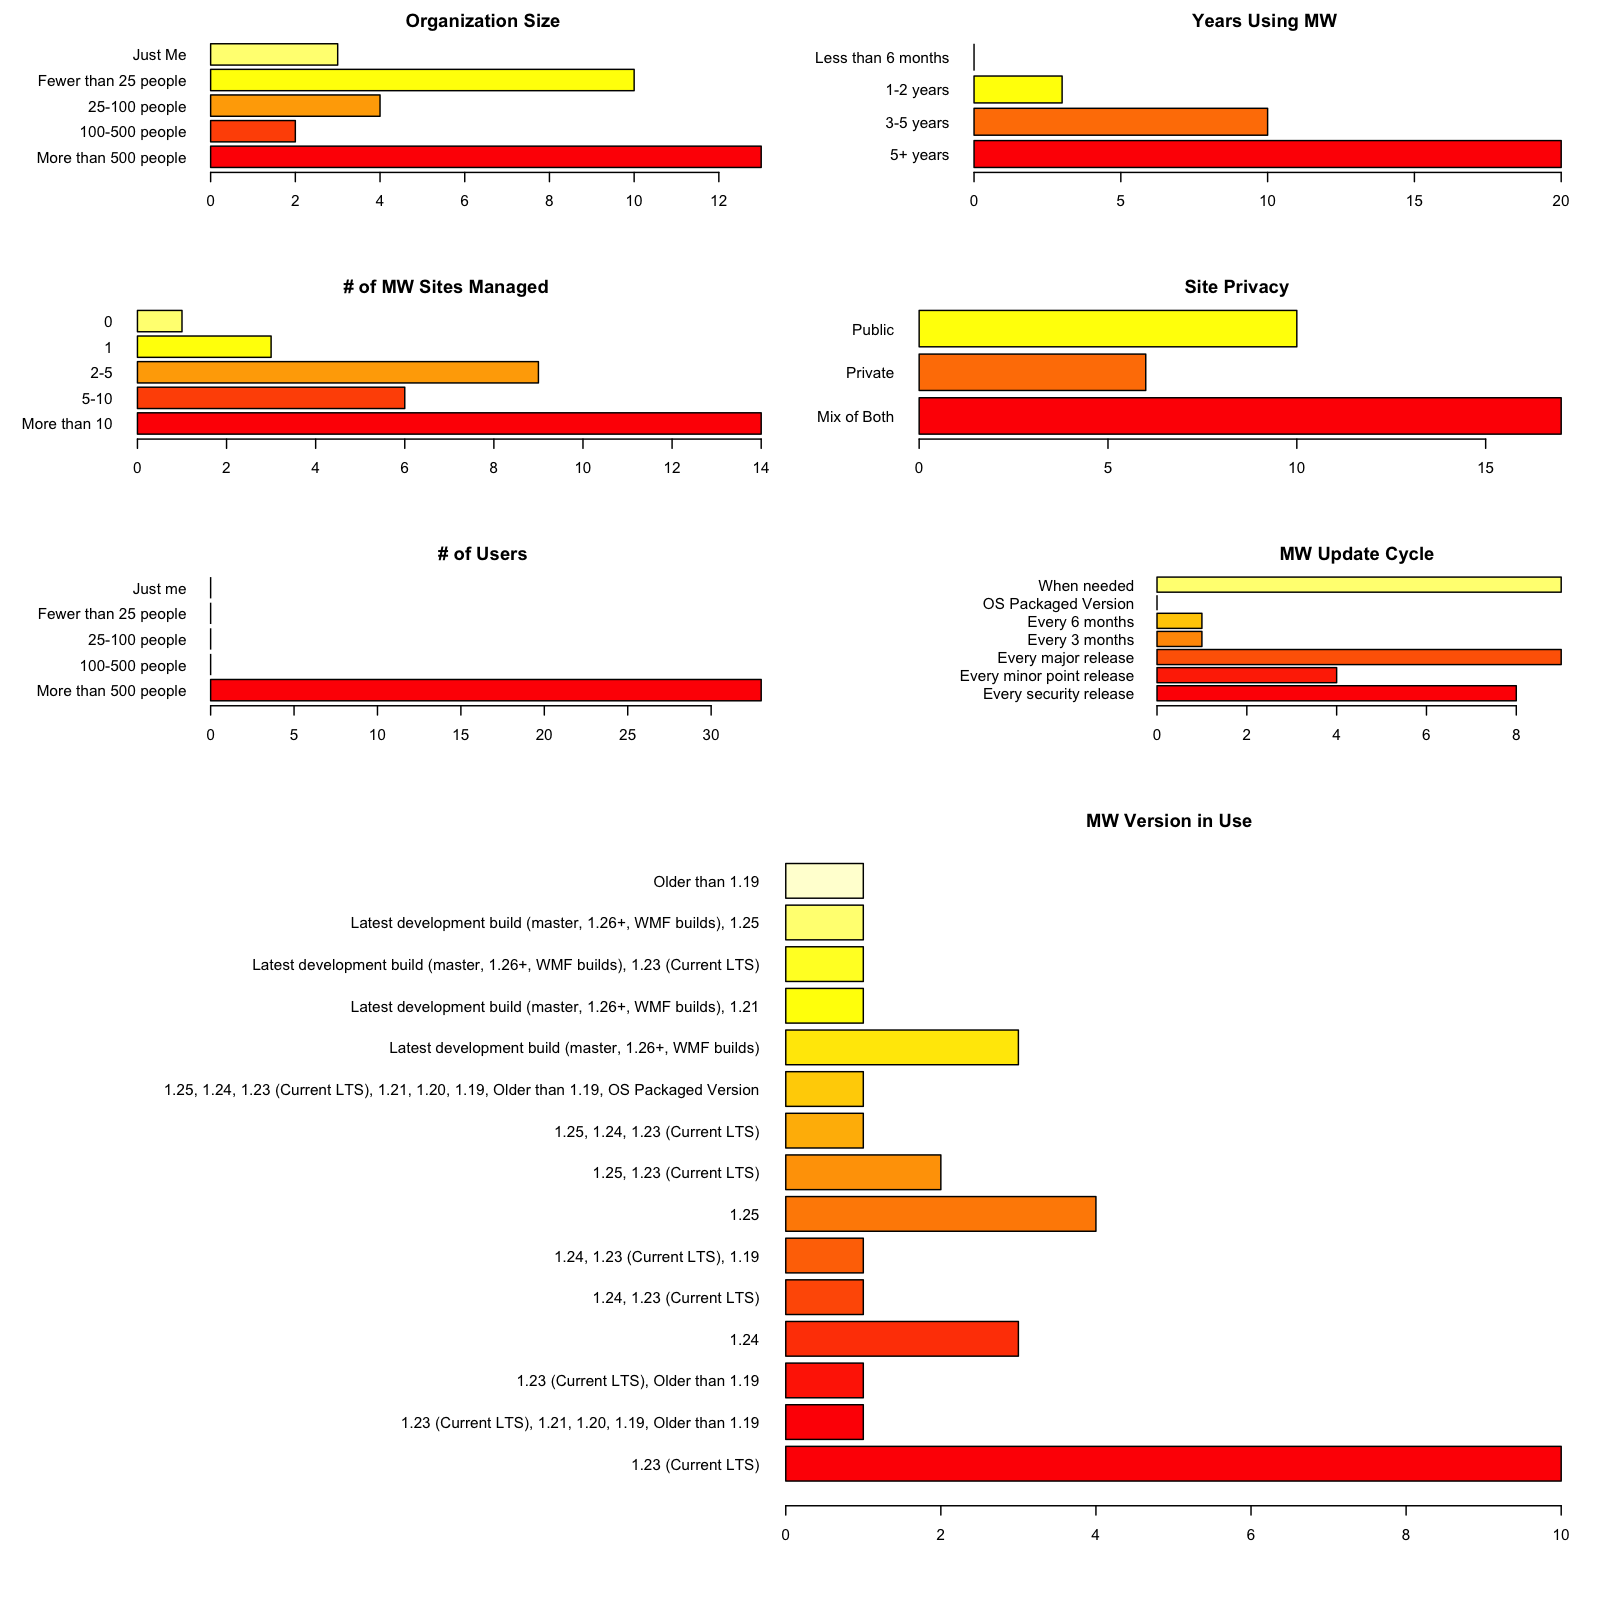 Organization Size
Just Me
Fewer than 25 people
25-100 people
100-500 people
More than 500 people
0 2 4 6 8 10 12
Years Using MW
Less than 6 months
1-2 years
3-5 years
5+ years
0 5 10 15 20
# of MW Sites Managed
0
1
2-5
5-10
More than 10
0 2 4 6 8 10 12 14
Site Privacy
Public
Private
Mix of Both
0 5 10 15
# of Users
Just me
Fewer than 25 people
25-100 people
100-500 people
More than 500 people
0 5 10 15 20 25 30
MW Update Cycle
When needed
OS Packaged Version
Every 6 months
Every 3 months
Every major release
Every minor point release
Every security release
0 2 4 6 8
MW Version in Use
Older than 1.19
Latest development build (master, 1.26+, WMF builds), 1.25
Latest development build (master, 1.26+, WMF builds), 1.23 (Current LTS)
Latest development build (master, 1.26+, WMF builds), 1.21
Latest development build (master, 1.26+, WMF builds)
1.25, 1.24, 1.23 (Current LTS), 1.21, 1.20, 1.19, Older than 1.19, OS Packaged Version
1.25, 1.24, 1.23 (Current LTS)
1.25, 1.23 (Current LTS)
1.25
1.24, 1.23 (Current LTS), 1.19
1.24, 1.23 (Current LTS)
1.24
1.23 (Current LTS), Older than 1.19
1.23 (Current LTS), 1.21, 1.20, 1.19, Older than 1.19
1.23 (Current LTS)
0 2 4 6 8 10